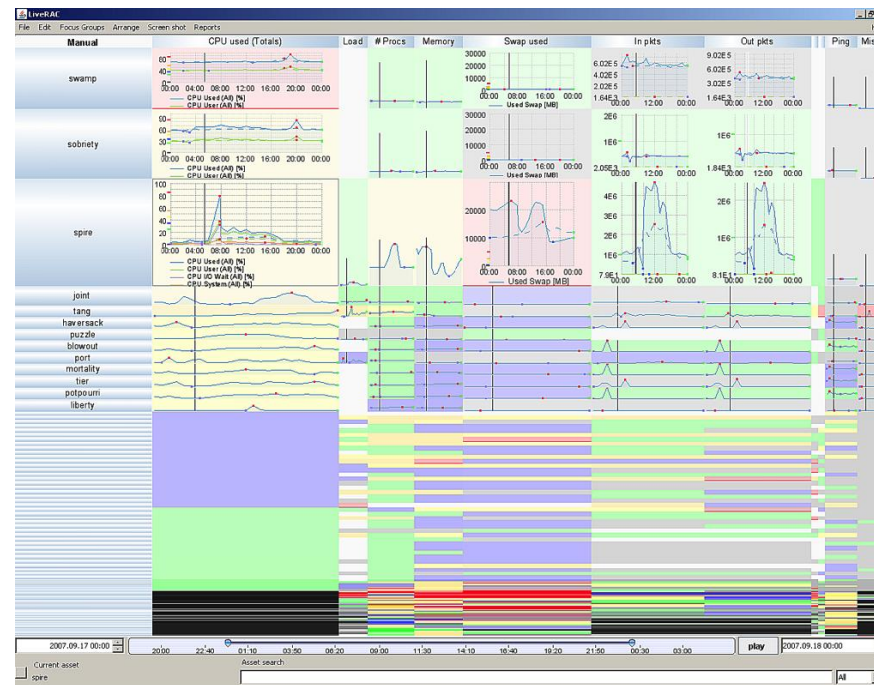 LiveRAC
File Edit Focus Groups Arrange Screen shot Reports
Manual CPU used (Totals) Load # Procs Memory Swap used In pkts Out pkts Ping Mis
swamp
60
40
00:00 04:00 08:00 12:00 16:00 20:00 00:00
CPU Used (All) [%]
CPU User (All) [%]
30000
20000
10000
00:00 08:00 16:00 00:00
Used Swap [MB]
6.02E5
4.02E5
2.02E5
1.64E3
00:00 12:00 00:00
9.02E5
6.02E5
3.02E5
1.64E3
00:00 12:00 00:00
sobriety
90
60
30
00:00 04:00 08:00 12:00 16:00 20:00 00:00
CPU Used (All) [%]
CPU User (All) [%]
30000
20000
10000
00:00 08:00 16:00 00:00
Used Swap [MB]
2E6
1E6
2.05E3
00:00 12:00 00:00
1E6
1.84E3
00:00 12:00 00:00
spire
100
80
60
40
20
00:00 04:00 08:00 12:00 16:00 20:00 00:00
CPU Used (All) [%]
CPU User (All) [%]
CPU I/O Wait (All) [%]
CPU System (All) [%]
20000
10000
00:00 08:00 16:00 00:00
Used Swap [MB]
4E6
3E6
2E6
1E6
7.9E1
00:00 12:00 00:00
2E6
1E6
8.1E1
00:00 12:00 00:00
joint
tang
haversack
puzzle
blowout
port
mortality
tier
potpourri
liberty
2007.09.17 00:00
20:00 22:40 01:10 03:50 06:20 09:00 11:30 14:10 16:40 19:20 21:50 00:30 03:00
play
2007.09.18 00:00
Current asset
spire
Asset search
All